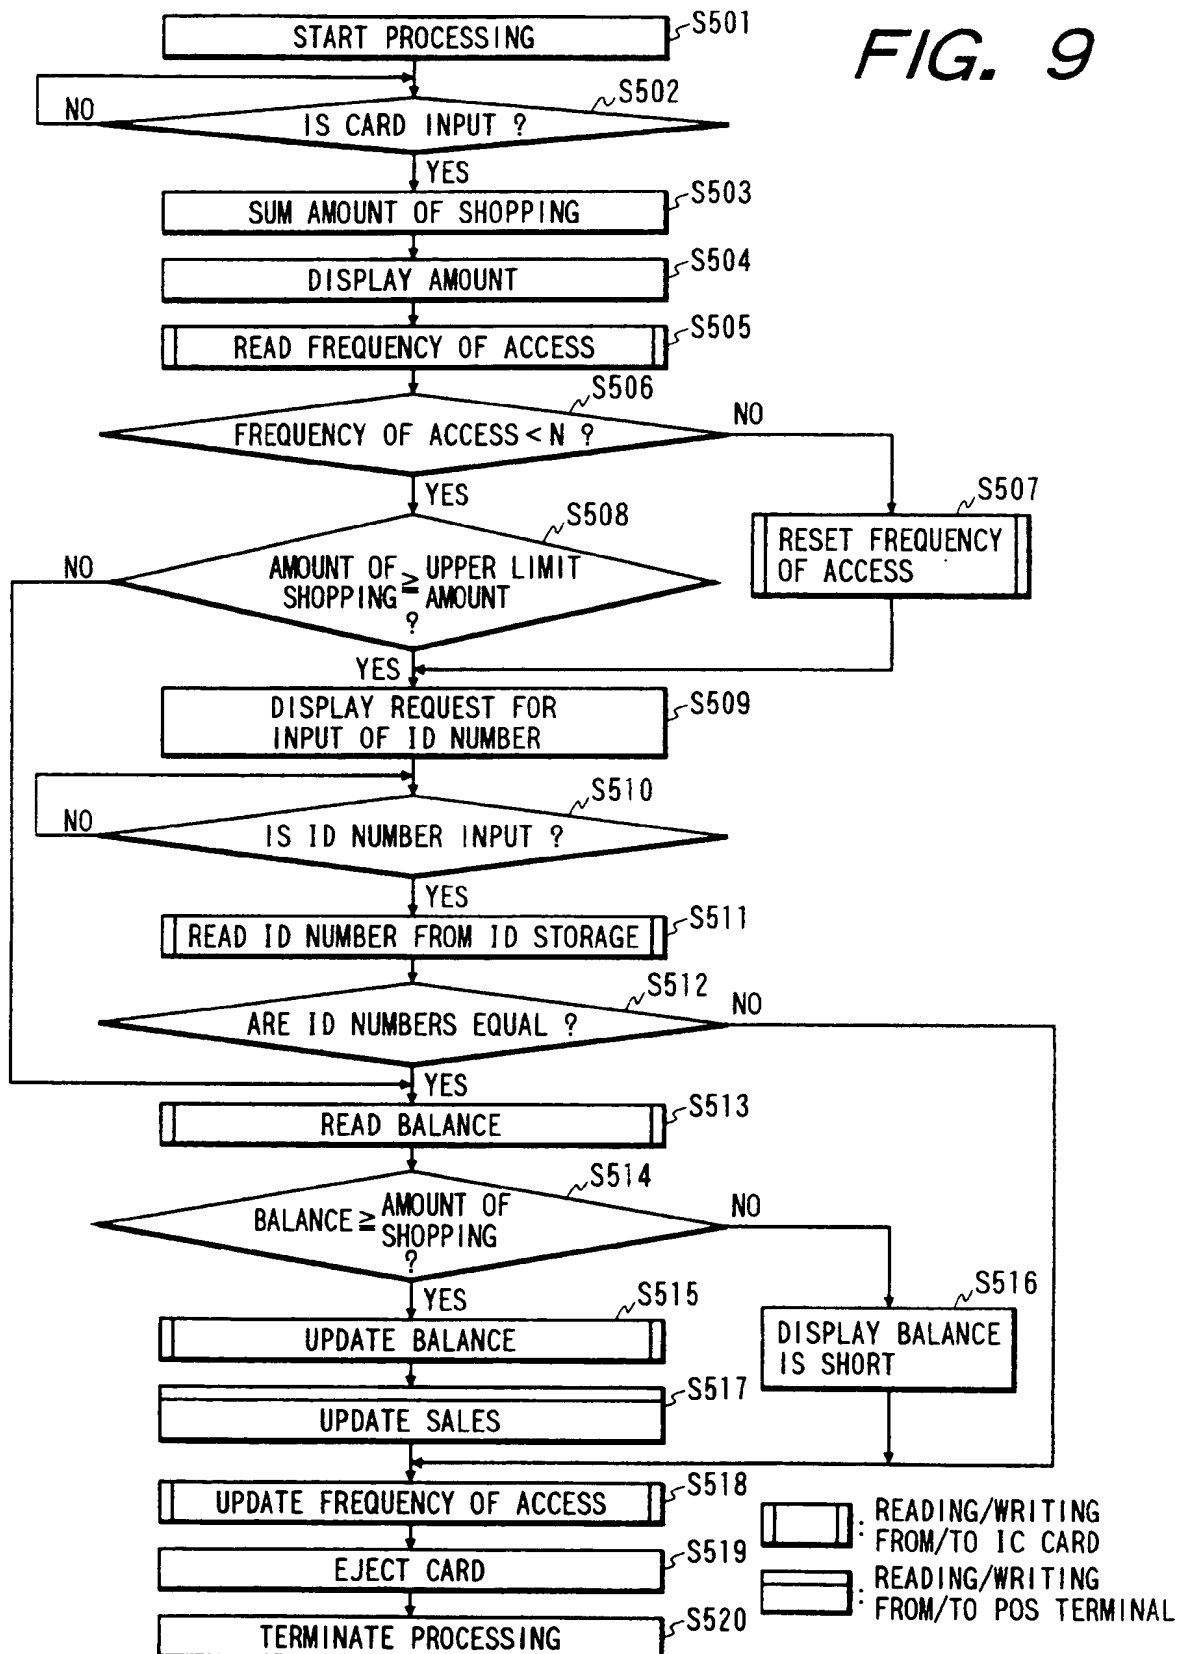 FIG. 9
START PROCESSING
S501
S502
NO
IS CARD INPUT ?
YES
SUM AMOUNT OF SHOPPING
S503
DISPLAY AMOUNT
S504
READ FREQUENCY OF ACCESS
S505
S506
FREQUENCY OF ACCESS < N ?
NO
YES
S507
RESET FREQUENCY
OF ACCESS
S508
NO
AMOUNT OF
SHOPPING ≧ UPPER LIMIT
AMOUNT
?
YES
DISPLAY REQUEST FOR
INPUT OF ID NUMBER
S509
S510
NO
IS ID NUMBER INPUT ?
YES
READ ID NUMBER FROM ID STORAGE
S511
S512
ARE ID NUMBERS EQUAL ?
NO
YES
READ BALANCE
S513
S514
BALANCE ≧ AMOUNT OF
SHOPPING
?
NO
YES
S515
UPDATE BALANCE
S516
DISPLAY BALANCE
IS SHORT
S517
UPDATE SALES
UPDATE FREQUENCY OF ACCESS
S518
EJECT CARD
S519
TERMINATE PROCESSING
S520
: READING/WRITING
FROM/TO IC CARD
: READING/WRITING
FROM/TO POS TERMINAL